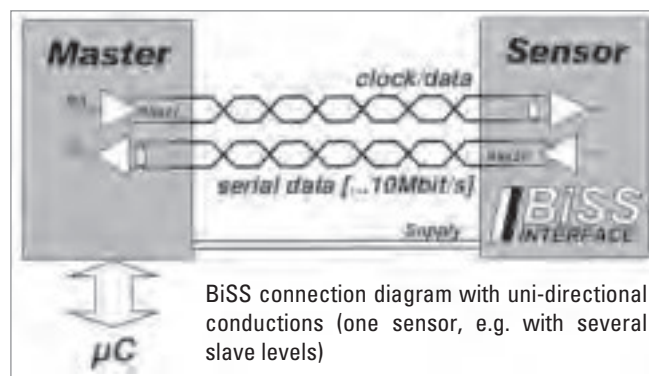 Master
Sensor
clock/data
serial data [...10Mbit/s]
Supply
BiSS
INTERFACE
µC
BiSS connection diagram with uni-directional
conductions (one sensor, e.g. with several
slave levels)